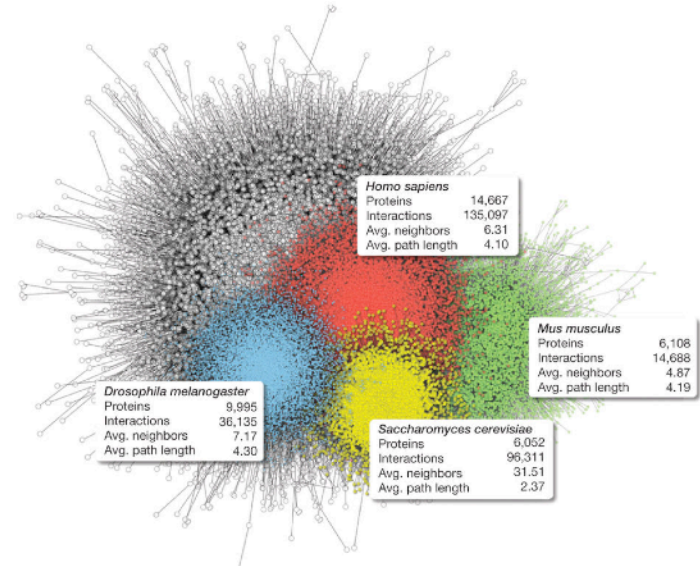 Homo sapiens
Proteins 14,667
Interactions 135,097
Avg. neighbors 6.31
Avg. path length 4.10
Mus musculus
Proteins 6,108
Interactions 14,688
Avg. neighbors 4.87
Avg. path length 4.19
Drosophila melanogaster
Proteins 9,995
Interactions 36,135
Avg. neighbors 7.17
Avg. path length 4.30
Saccharomyces cerevisiae
Proteins 6,052
Interactions 96,311
Avg. neighbors 31.51
Avg. path length 2.37